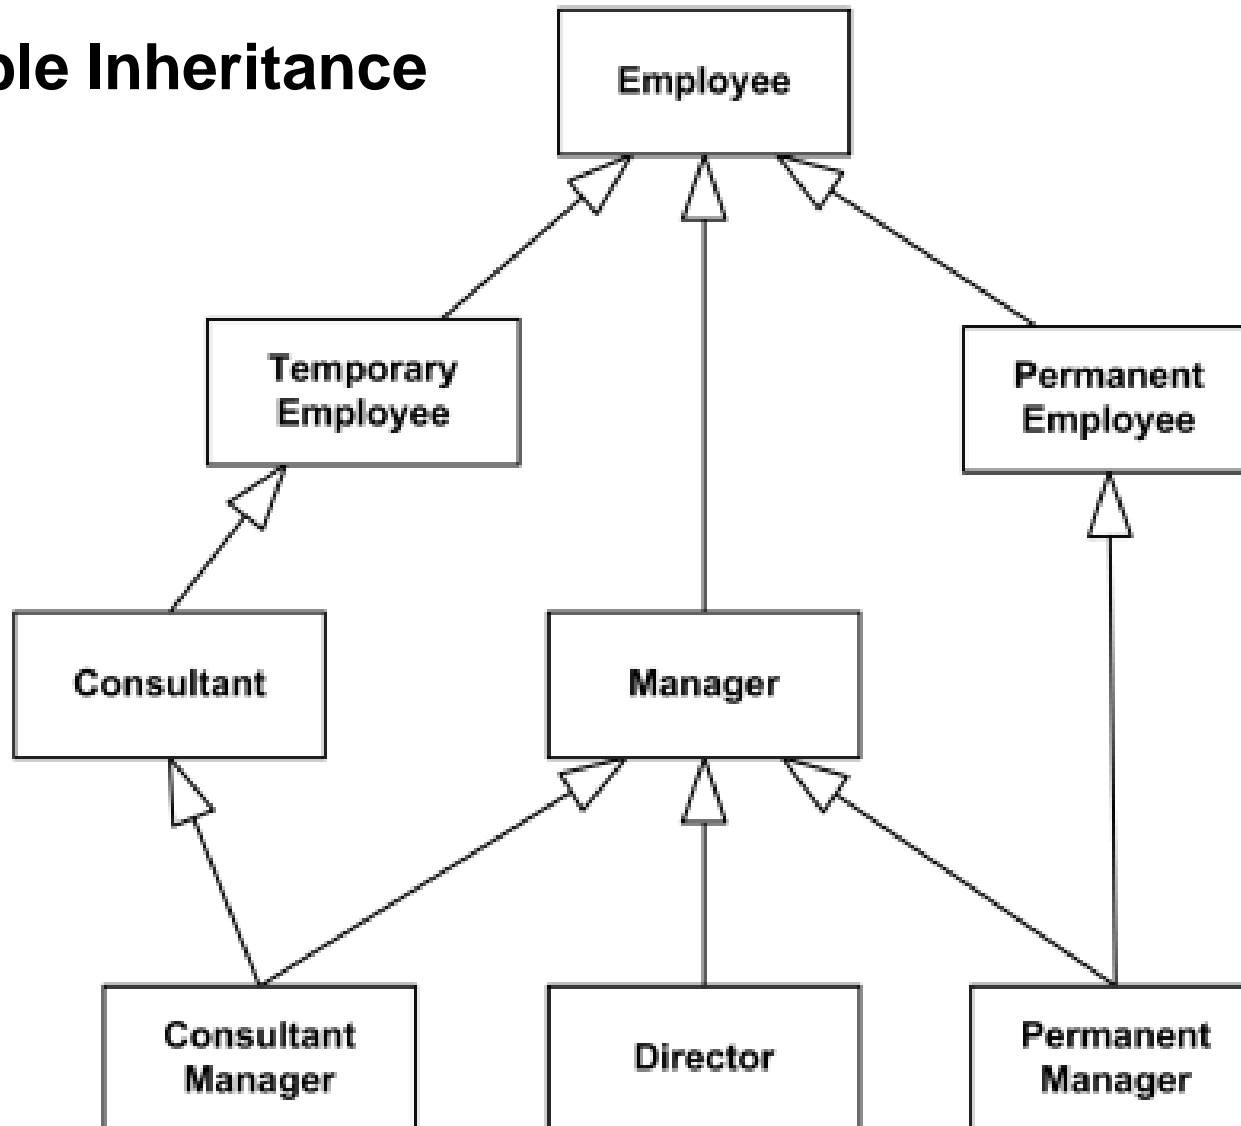 ple Inheritance
Employee
Temporary
Employee
Permanent
Employee
Consultant
Manager
Consultant
Manager
Director
Permanent
Manager